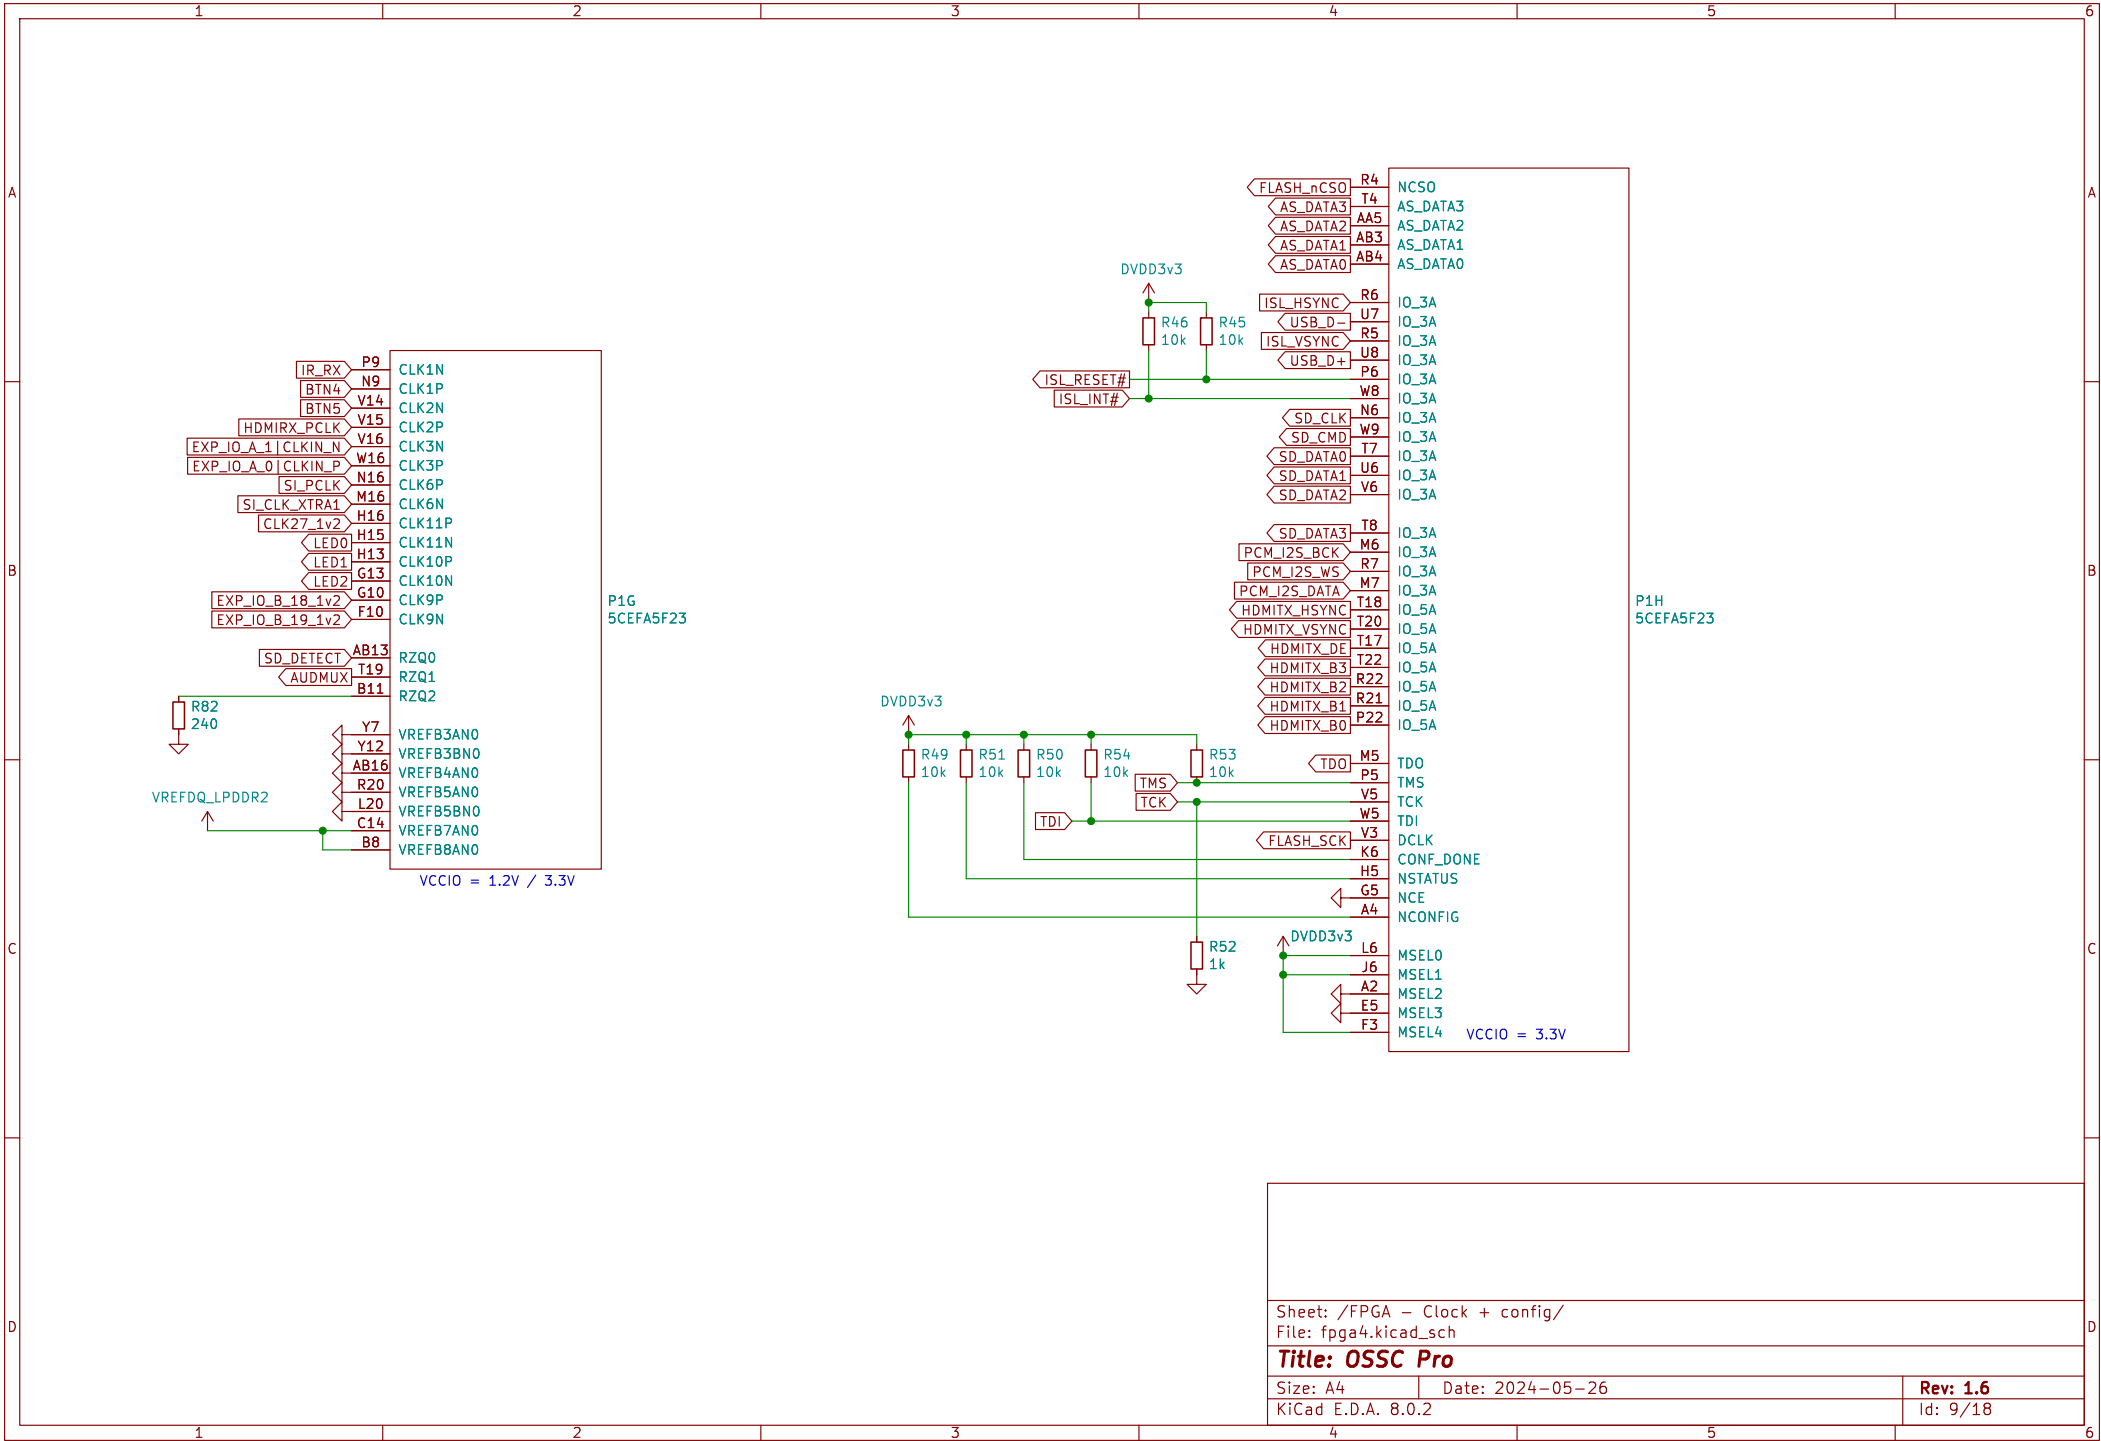 1 2 3 4 5 6
A A
B B
C C
D D
IR_RX P9 CLK1N
BTN4 N9 CLK1P
BTN5 V14 CLK2N
HDMIRX_PCLK V15 CLK2P
EXP_IO_A_1|CLKIN_N V16 CLK3N
EXP_IO_A_0|CLKIN_P W16 CLK3P
SI_PCLK N16 CLK6P
SI_CLK_XTRA1 M16 CLK6N
CLK27_1v2 H16 CLK11P
LED0 H15 CLK11N
LED1 H13 CLK10P
LED2 G13 CLK10N
EXP_IO_B_18_1v2 G10 CLK9P
EXP_IO_B_19_1v2 F10 CLK9N
SD_DETECT AB13 RZQ0
AUDMUX T19 RZQ1
B11 RZQ2
R82
240
Y7 VREFB3AN0
Y12 VREFB3BN0
AB16 VREFB4AN0
R20 VREFB5AN0
L20 VREFB5BN0
VREFDQ_LPDDR2
C14 VREFB7AN0
B8 VREFB8AN0
P1G
5CEFA5F23
VCCIO = 1.2V / 3.3V
FLASH_nCSO R4 NCSO
AS_DATA3 T4 AS_DATA3
AS_DATA2 AA5 AS_DATA2
AS_DATA1 AB3 AS_DATA1
AS_DATA0 AB4 AS_DATA0
DVDD3v3
R46
10k
R45
10k
ISL_HSYNC R6 IO_3A
USB_D- U7 IO_3A
ISL_VSYNC R5 IO_3A
USB_D+ U8 IO_3A
ISL_RESET# P6 IO_3A
ISL_INT# W8 IO_3A
SD_CLK N6 IO_3A
SD_CMD W9 IO_3A
SD_DATA0 T7 IO_3A
SD_DATA1 U6 IO_3A
SD_DATA2 V6 IO_3A
SD_DATA3 T8 IO_3A
PCM_I2S_BCK M6 IO_3A
PCM_I2S_WS R7 IO_3A
PCM_I2S_DATA M7 IO_3A
HDMITX_HSYNC T18 IO_5A
HDMITX_VSYNC T20 IO_5A
HDMITX_DE T17 IO_5A
HDMITX_B3 T22 IO_5A
HDMITX_B2 R22 IO_5A
HDMITX_B1 R21 IO_5A
HDMITX_B0 P22 IO_5A
P1H
5CEFA5F23
DVDD3v3
R49
10k
R51
10k
R50
10k
R54
10k
R53
10k
TDO M5 TDO
TMS P5 TMS
TCK V5 TCK
TDI W5 TDI
FLASH_SCK V3 DCLK
K6 CONF_DONE
H5 NSTATUS
G5 NCE
A4 NCONFIG
R52
1k
DVDD3v3
L6 MSEL0
J6 MSEL1
A2 MSEL2
E5 MSEL3
F3 MSEL4
VCCIO = 3.3V
Sheet: /FPGA - Clock + config/
File: fpga4.kicad_sch
Title: OSSC Pro
Size: A4 Date: 2024-05-26 Rev: 1.6
KiCad E.D.A. 8.0.2 Id: 9/18
1 2 3 4 5 6